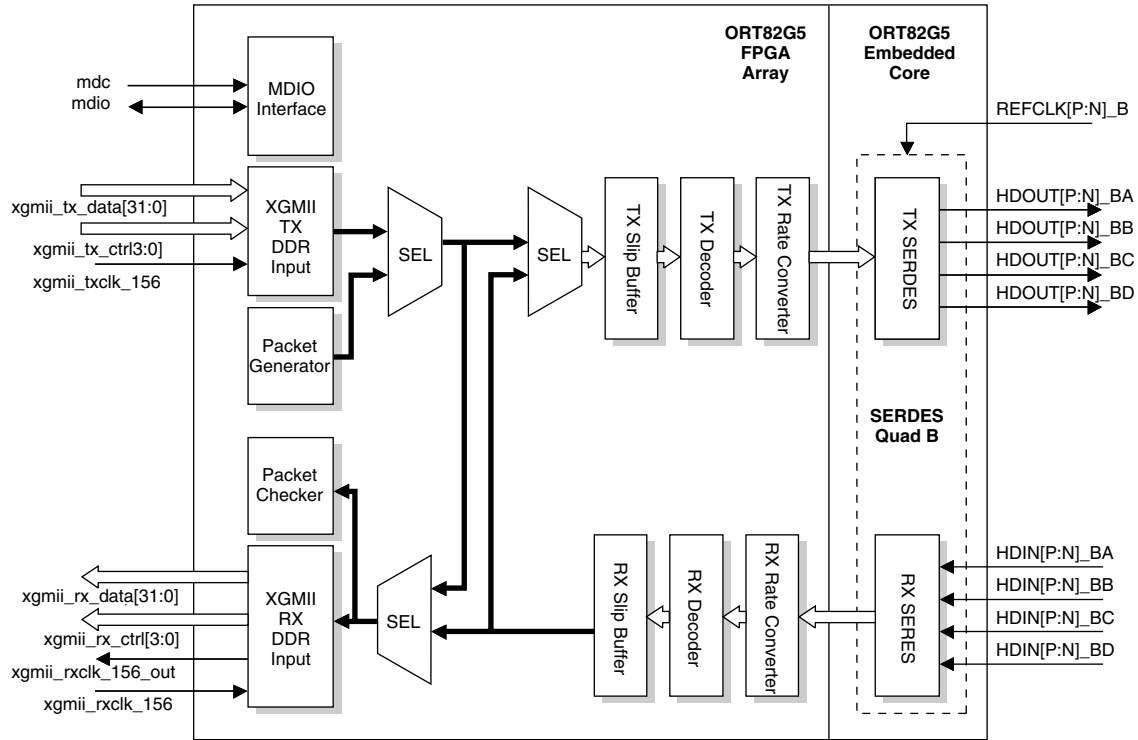 ORT82G5
FPGA
Array
ORT82G5
Embedded
Core
mdc
mdio
MDIO
Interface
REFCLK[P:N]_B
xgmii_tx_data[31:0]
xgmii_tx_ctrl3:0]
xgmii_txclk_156
XGMII
TX
DDR
Input
SEL
SEL
TX Slip Buffer
TX Decoder
TX Rate Converter
TX SERDES
HDOUT[P:N]_BA
HDOUT[P:N]_BB
HDOUT[P:N]_BC
HDOUT[P:N]_BD
Packet
Generator
SERDES
Quad B
Packet
Checker
xgmii_rx_data[31:0]
xgmii_rx_ctrl[3:0]
xgmii_rxclk_156_out
xgmii_rxclk_156
XGMII
RX
DDR
Input
SEL
RX Slip Buffer
RX Decoder
RX Rate Converter
RX SERES
HDIN[P:N]_BA
HDIN[P:N]_BB
HDIN[P:N]_BC
HDIN[P:N]_BD